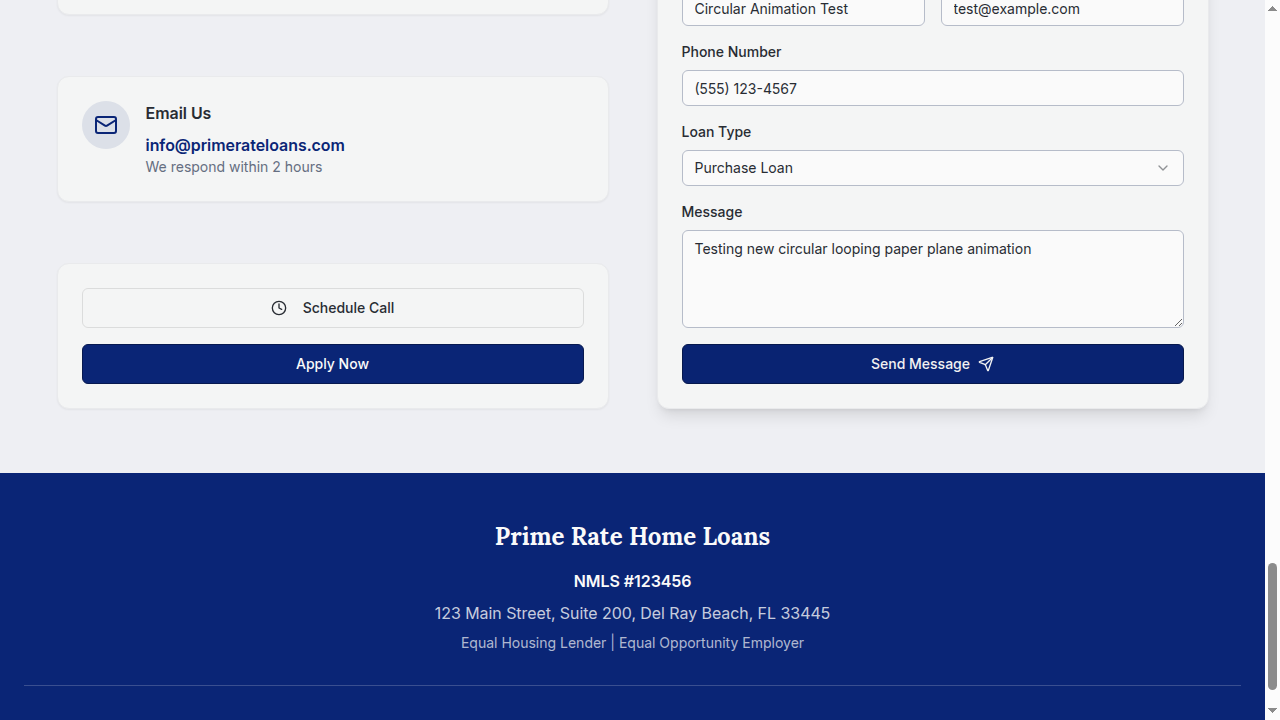 Circular Animation Test
test@example.com
Phone Number
(555) 123-4567
Email Us
info@primerateloans.com
We respond within 2 hours
Loan Type
Purchase Loan
Message
Testing new circular looping paper plane animation
Schedule Call
Apply Now
Send Message
Prime Rate Home Loans
NMLS #123456
123 Main Street, Suite 200, Del Ray Beach, FL 33445
Equal Housing Lender | Equal Opportunity Employer